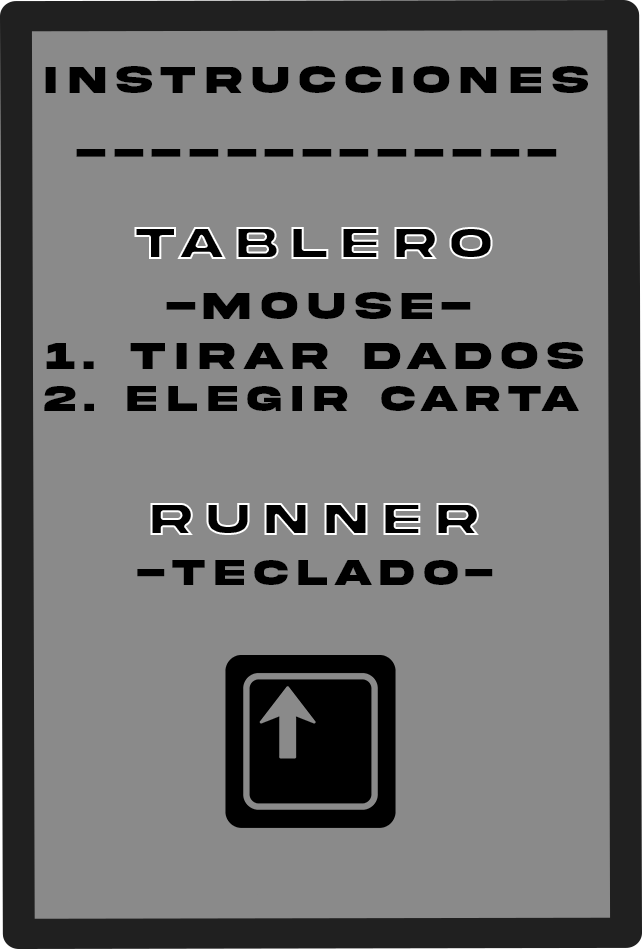 INSTRUCCIONES
-------------
TABLERO
-MOUSE-
1. TIRAR DADOS
2. ELEGIR CARTA
RUNNER
-TECLADO-